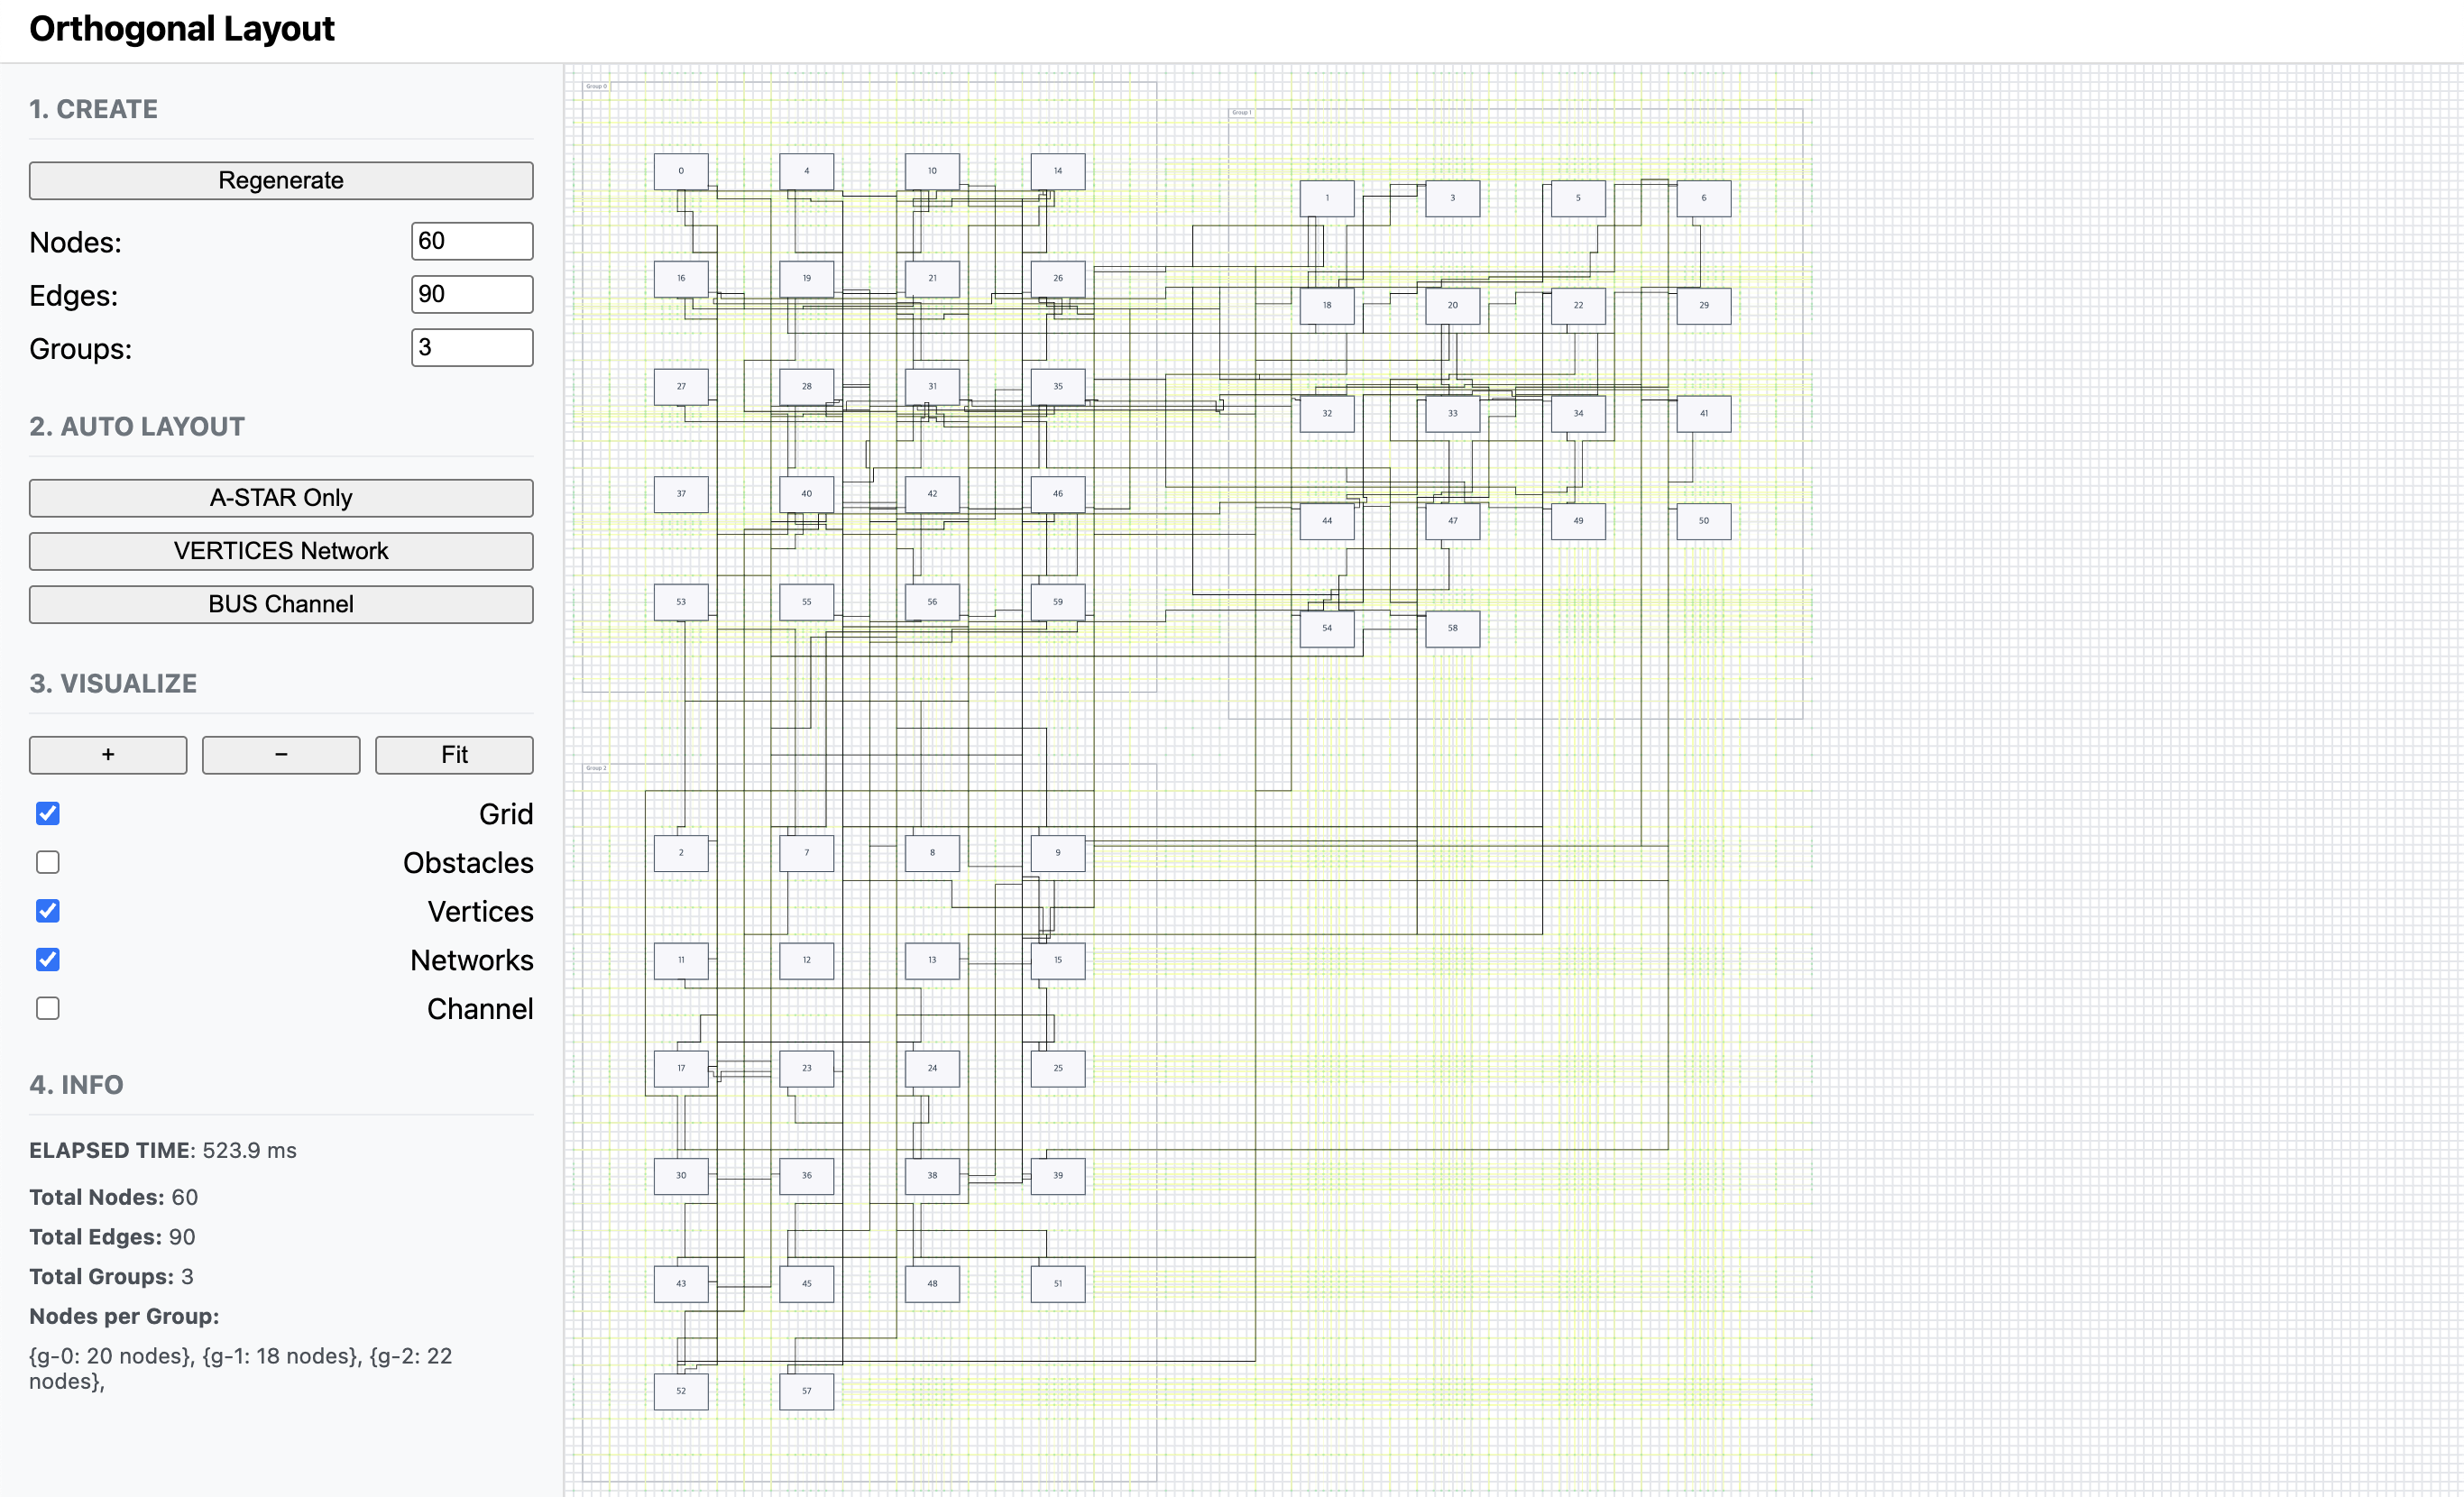 Orthogonal Layout
1. CREATE
Regenerate
Nodes: 60
Edges: 90
Groups: 3
2. AUTO LAYOUT
A-STAR Only
VERTICES Network
BUS Channel
3. VISUALIZE
+ − Fit
Grid
Obstacles
Vertices
Networks
Channel
4. INFO
ELAPSED TIME: 523.9 ms
Total Nodes: 60
Total Edges: 90
Total Groups: 3
Nodes per Group:
{g-0: 20 nodes}, {g-1: 18 nodes}, {g-2: 22
nodes},
Group 0
0 4 10 14
16 19 21 26
27 28 31 35
37 40 42 46
53 55 56 59
Group 1
1 3 5 6
18 20 22 29
32 33 34 41
44 47 49 50
54 58
Group 2
2 7 8 9
11 12 13 15
17 23 24 25
30 36 38 39
43 45 48 51
52 57